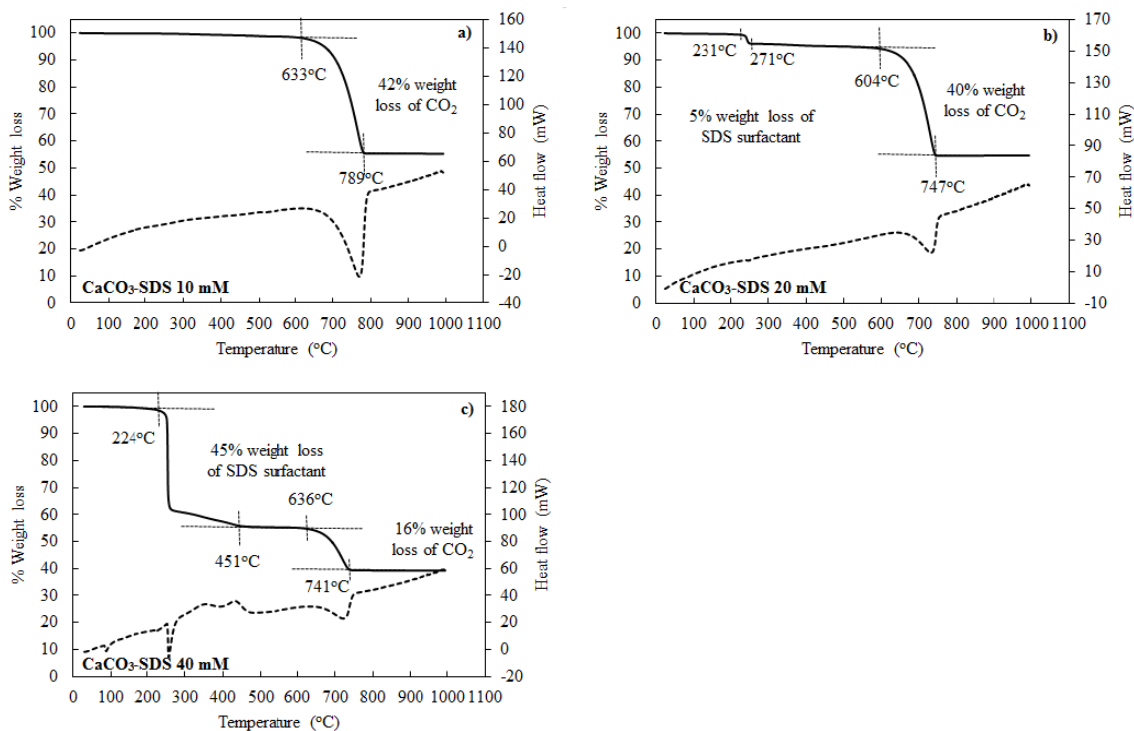 a)
% Weight loss
100
90
80
70
60
50
40
30
20
10
0
633°C
42% weight
loss of CO₂
789°C
CaCO₃-SDS 10 mM
160
140
120
100
80
60
40
20
0
-20
-40
Heat flow (mW)
0 100 200 300 400 500 600 700 800 900 1000 1100
Temperature (°C)
b)
% Weight loss
100
90
80
70
60
50
40
30
20
10
0
231°C
271°C
604°C
5% weight loss of
SDS surfactant
40% weight
loss of CO₂
747°C
CaCO₃-SDS 20 mM
170
150
130
110
90
70
50
30
10
-10
Heat flow (mW)
0 100 200 300 400 500 600 700 800 900 1000 1100
Temperature (°C)
c)
% Weight loss
100
90
80
70
60
50
40
30
20
10
0
224°C
45% weight loss
of SDS surfactant
636°C
16% weight
loss of CO₂
451°C
741°C
CaCO₃-SDS 40 mM
180
160
140
120
100
80
60
40
20
0
-20
Heat flow (mW)
0 100 200 300 400 500 600 700 800 900 1000 1100
Temperature (°C)